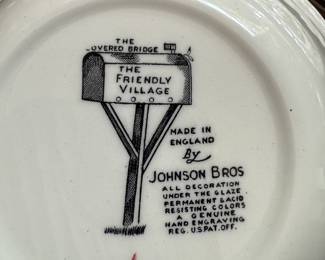 THE
COVERED BRIDGE
THE
FRIENDLY
VILLAGE
MADE IN
ENGLAND
By
JOHNSON BROS
ALL DECORATION
UNDER THE GLAZE
PERMANENT & ACID
RESISTING COLORS
A GENUINE
HAND ENGRAVING
REG. U.S. PAT. OFF.